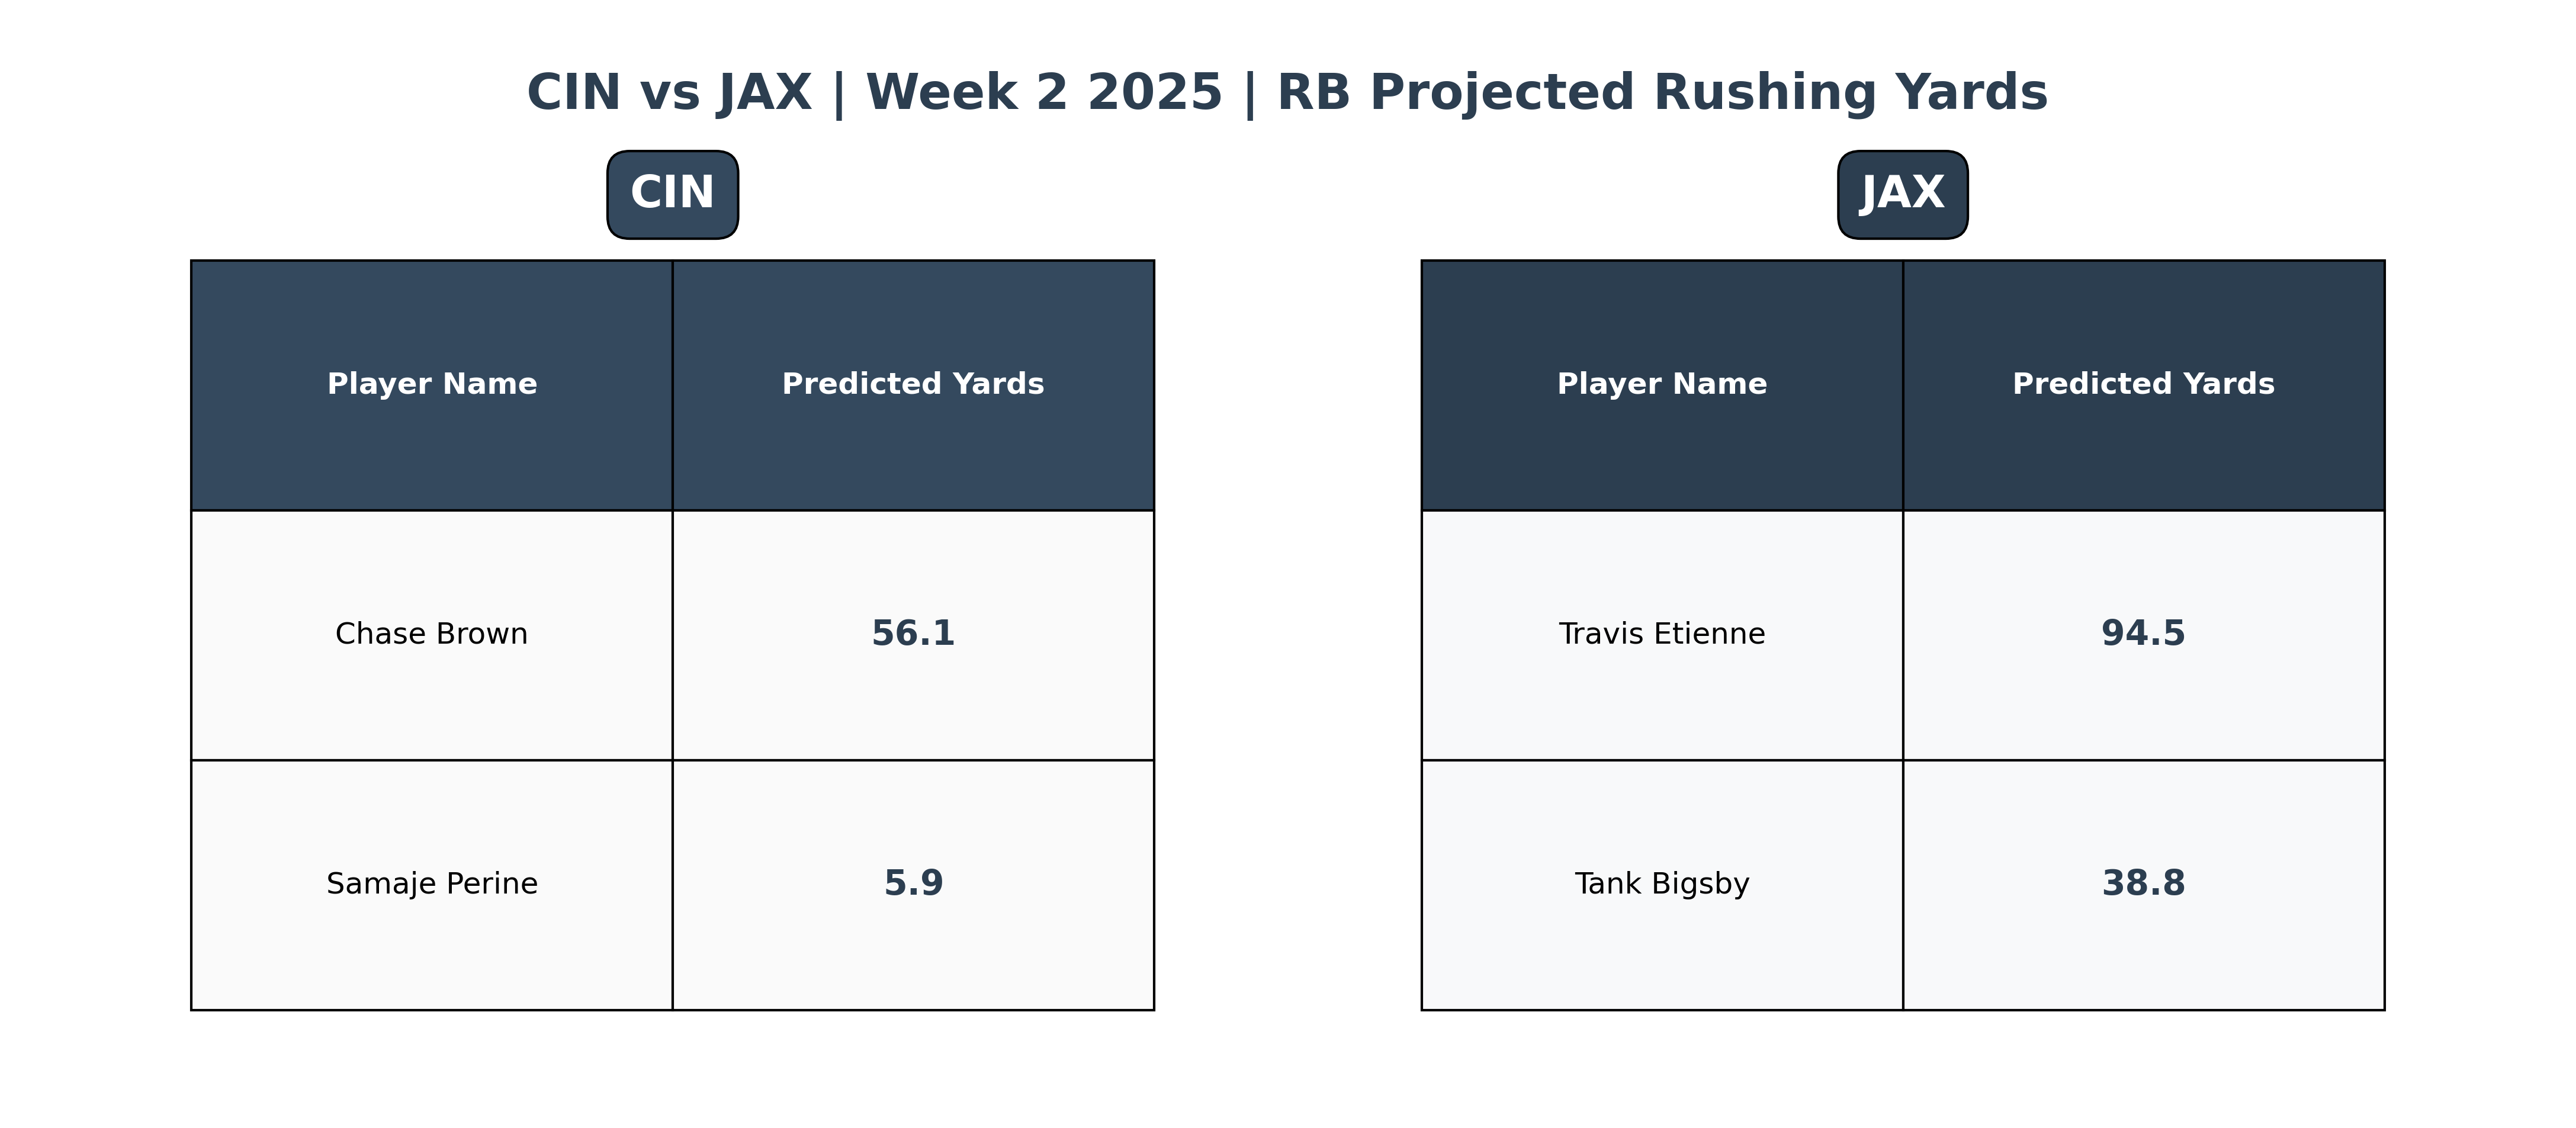 CIN vs JAX | Week 2 2025 | RB Projected Rushing Yards
CIN
Player Name Predicted Yards
Chase Brown 56.1
Samaje Perine 5.9
JAX
Player Name Predicted Yards
Travis Etienne 94.5
Tank Bigsby 38.8